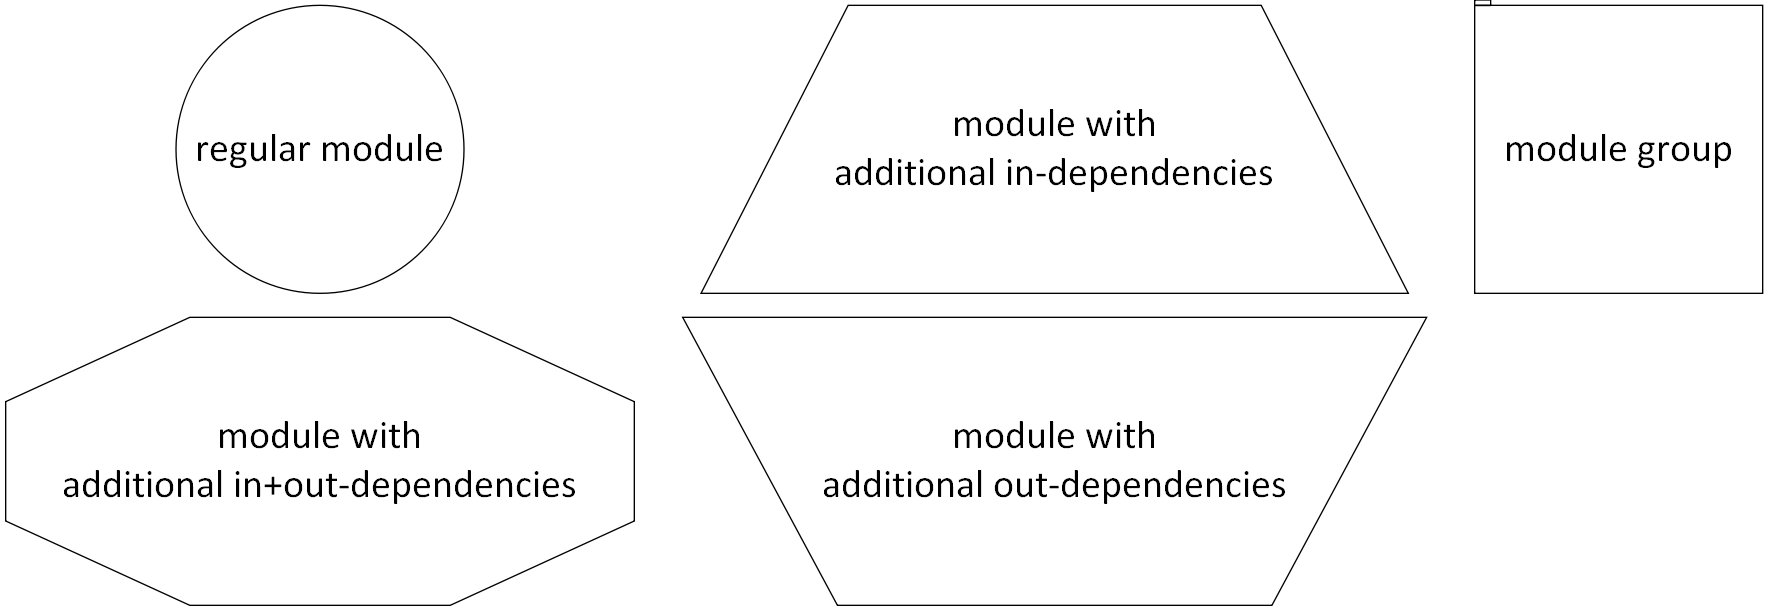 regular module
module with
additional in-dependencies
module group
module with
additional in+out-dependencies
module with
additional out-dependencies